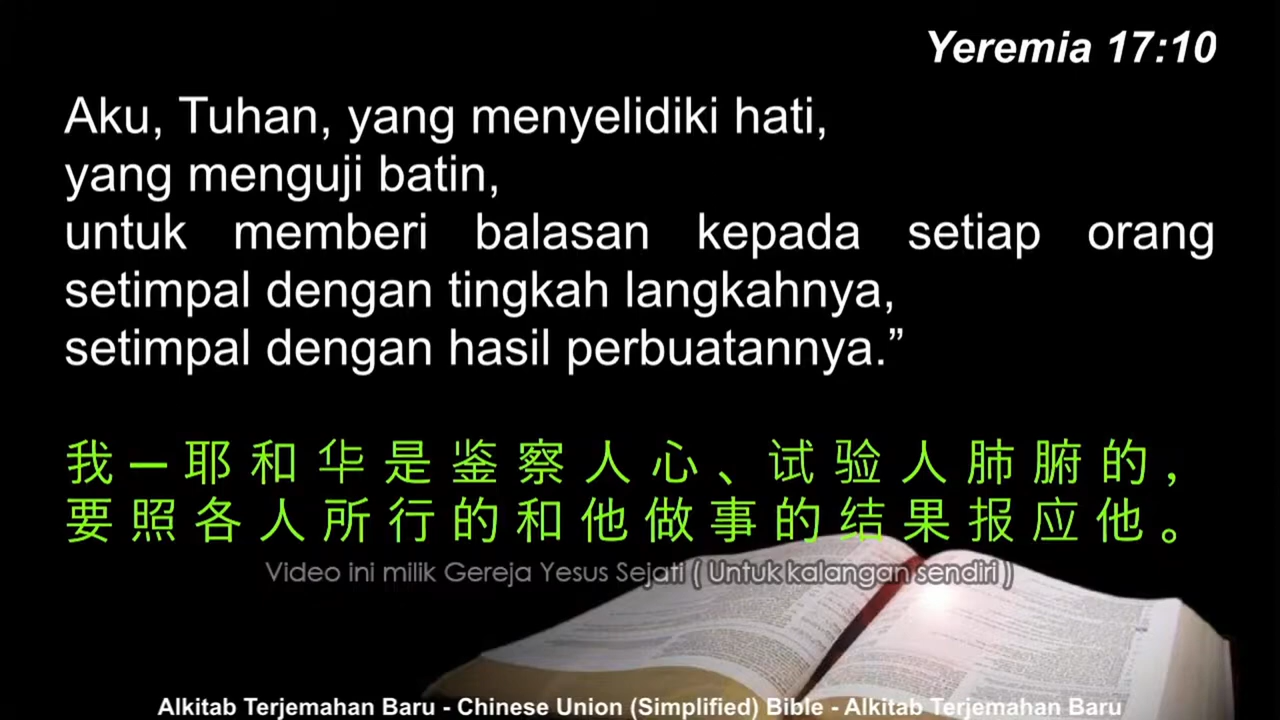 Yeremia 17:10
Aku, Tuhan, yang menyelidiki hati,
yang menguji batin,
untuk memberi balasan kepada setiap orang
setimpal dengan tingkah langkahnya,
setimpal dengan hasil perbuatannya.”
我一耶和华是鉴察人心、试验人肺腑的,
要照各人所行的和他做事的结果报应他。
Video ini milik Gereja Yesus Sejati ( Untuk kalangan sendiri )
Alkitab Terjemahan Baru - Chinese Union (Simplified) Bible - Alkitab Terjemahan Baru